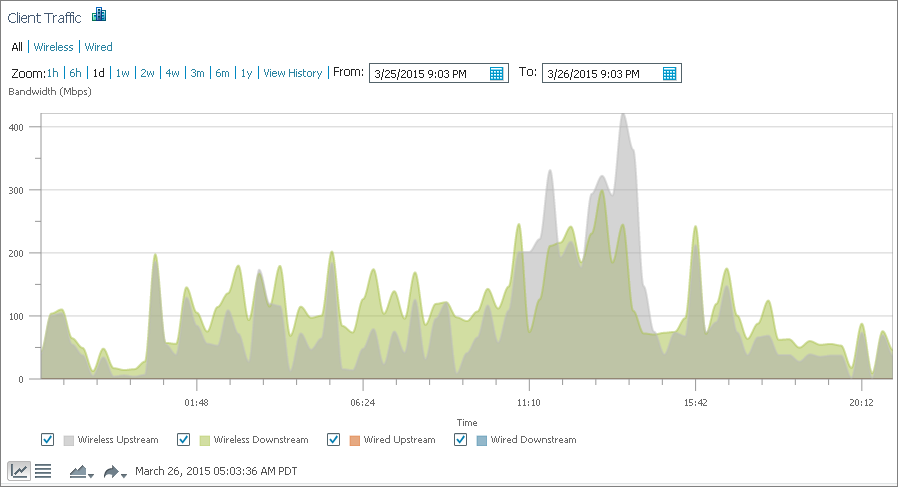 Client Traffic
All | Wireless | Wired
Zoom: 1h | 6h | 1d | 1w | 2w | 4w | 3m | 6m | 1y | View History | From: 3/25/2015 9:03 PM To: 3/26/2015 9:03 PM
Bandwidth (Mbps)
400
300
200
100
0
01:48 06:24 11:10 15:42 20:12
Time
Wireless Upstream Wireless Downstream Wired Upstream Wired Downstream
March 26, 2015 05:03:36 AM PDT